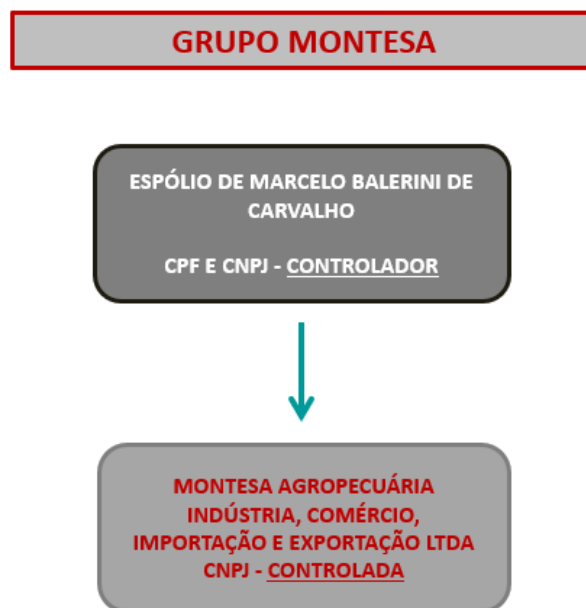 GRUPO MONTESA
ESPÓLIO DE MARCELO BALERINI DE
CARVALHO
CPF E CNPJ - CONTROLADOR
MONTESA AGROPECUÁRIA
INDÚSTRIA, COMÉRCIO,
IMPORTAÇÃO E EXPORTAÇÃO LTDA
CNPJ - CONTROLADA